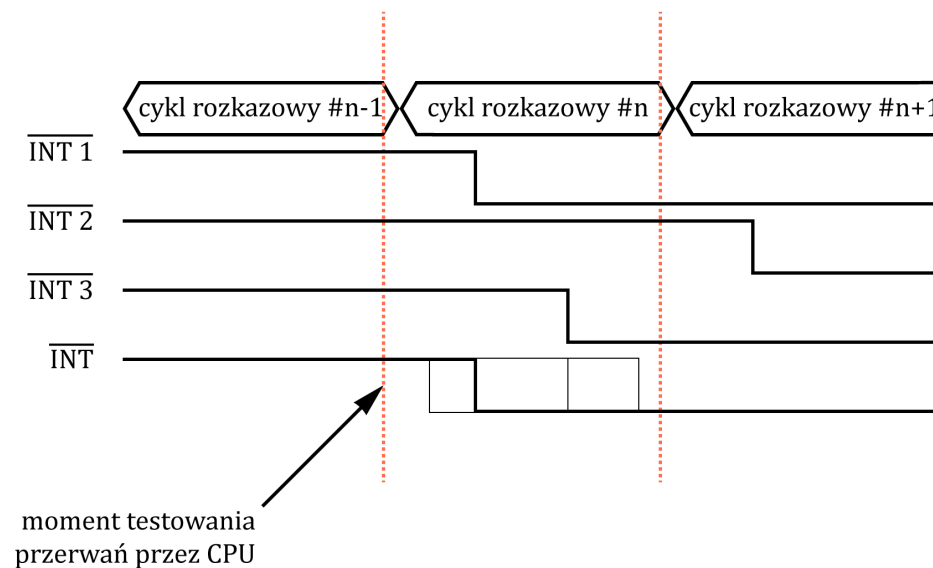 cykl rozkazowy #n-1
cykl rozkazowy #n
cykl rozkazowy #n+1
INT 1
INT 2
INT 3
INT
moment testowania
przerwań przez CPU